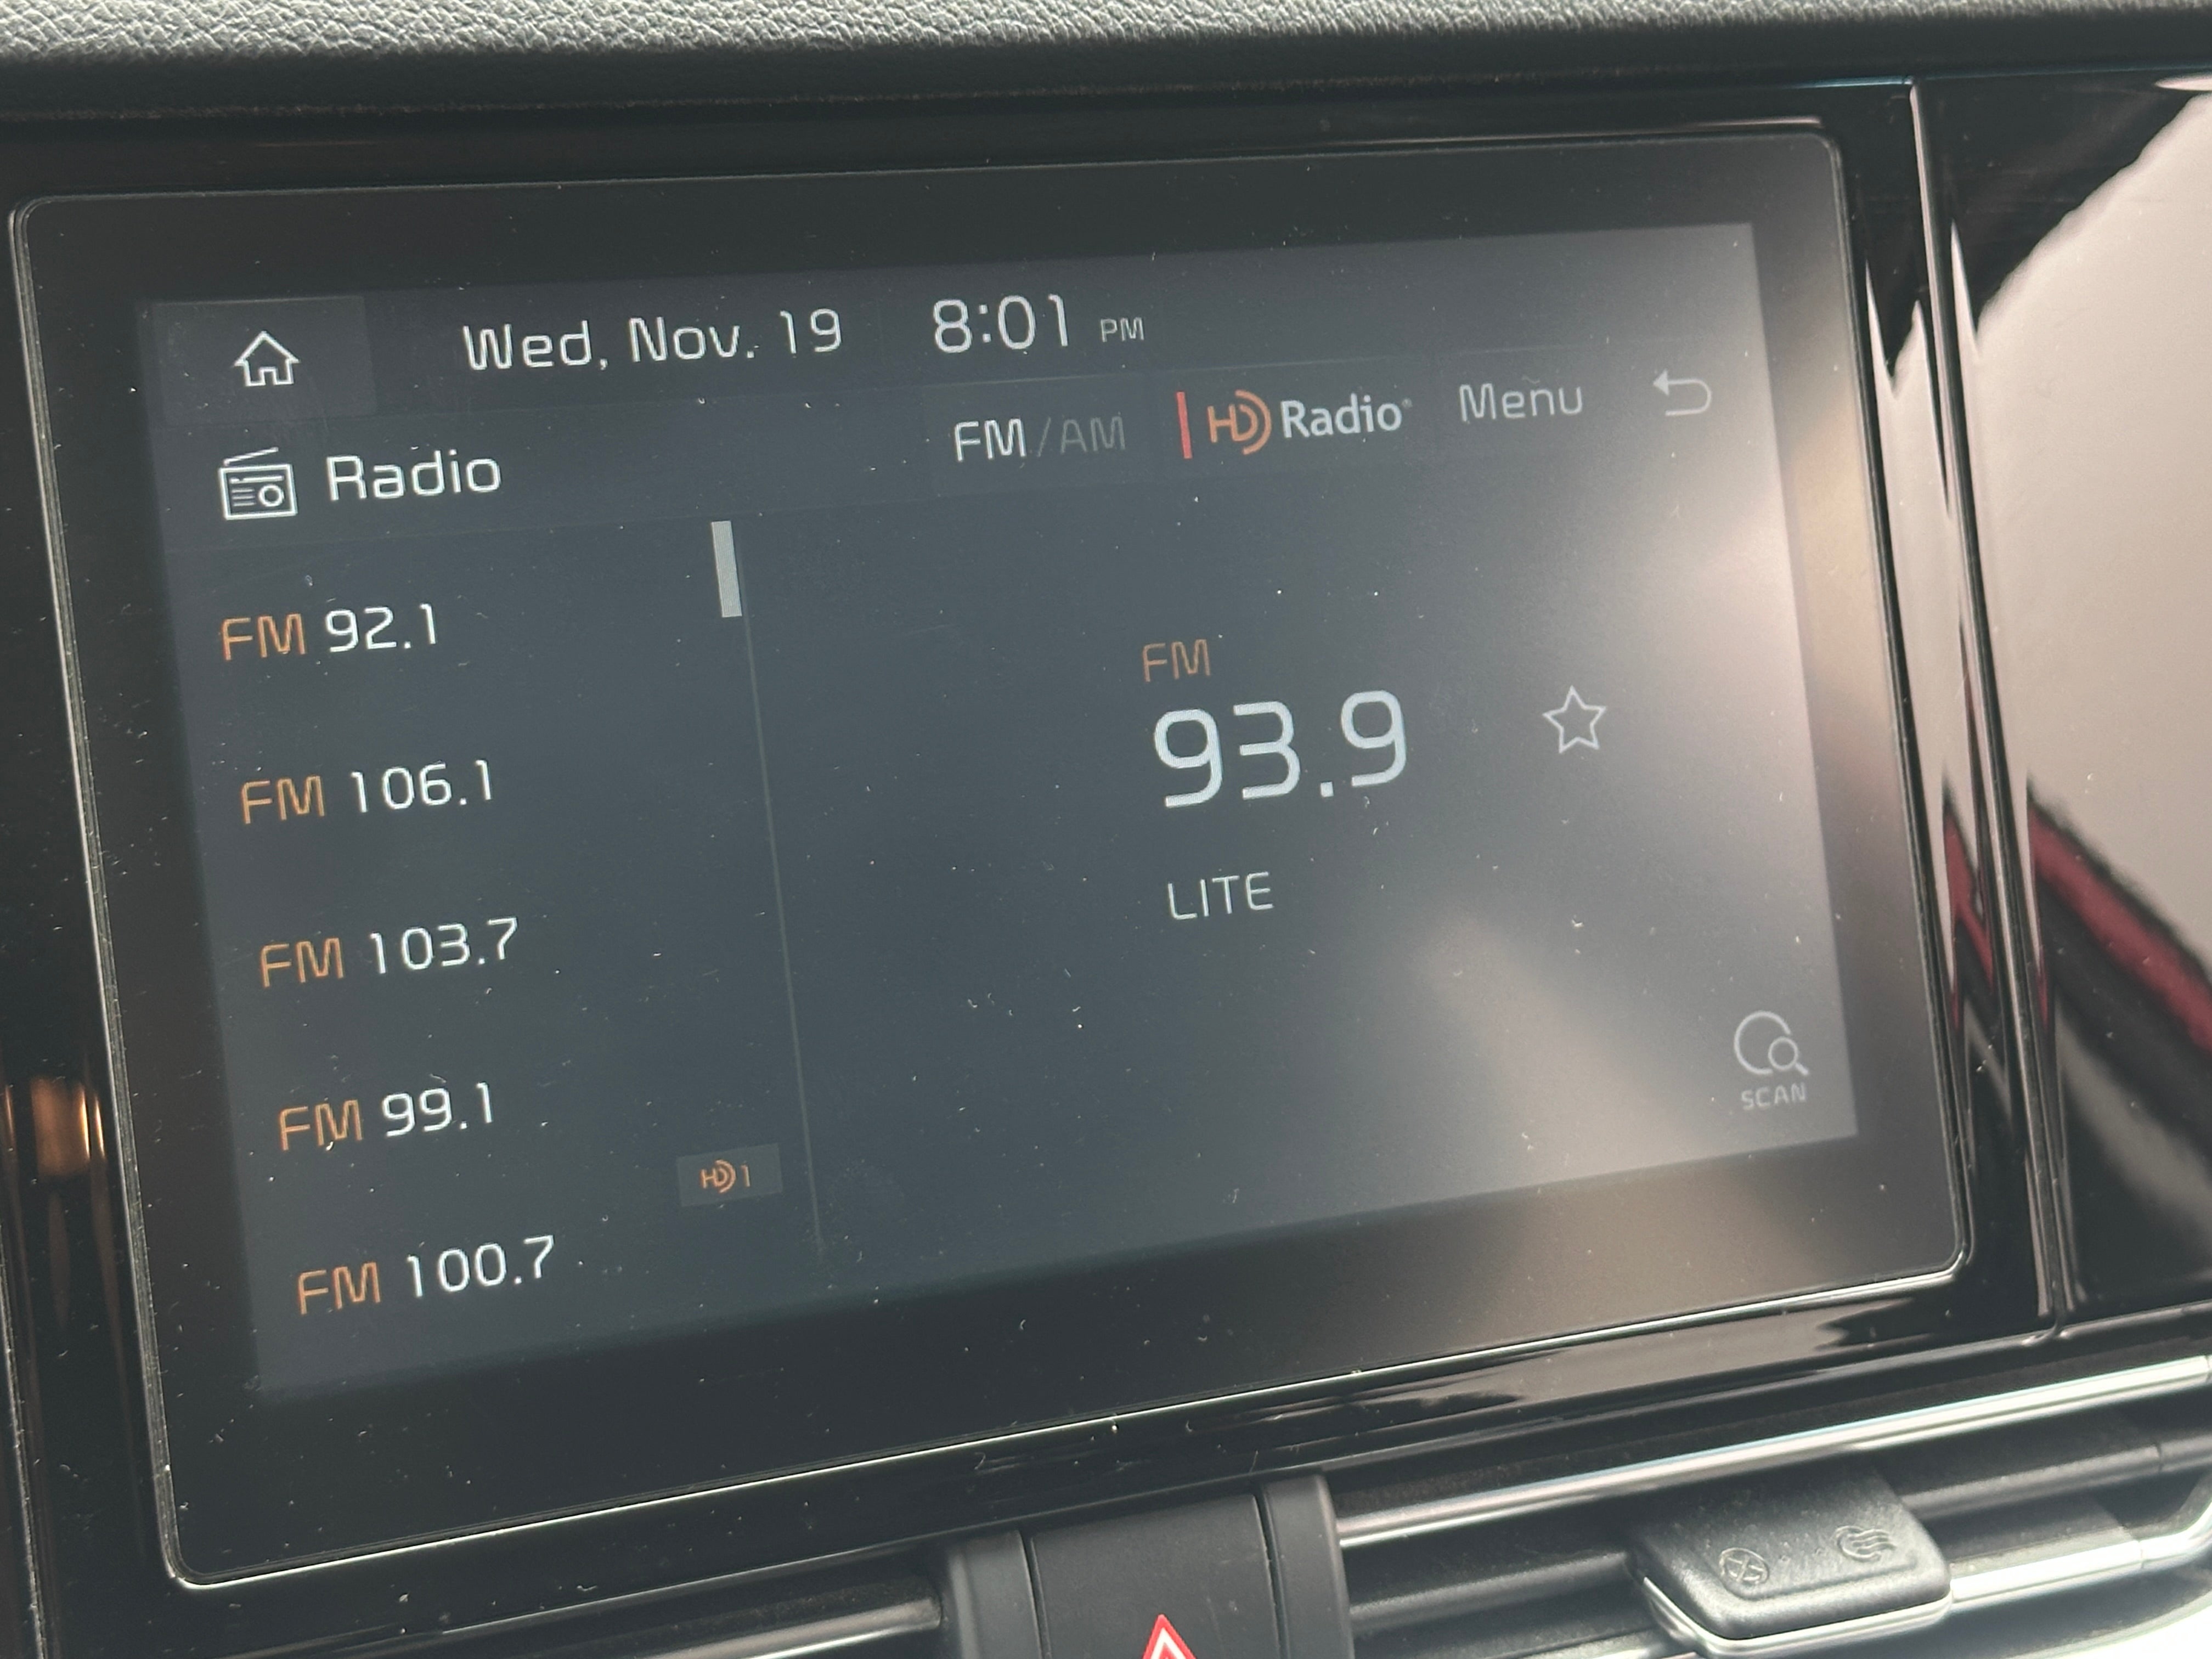 Wed, Nov. 19 8:01 PM
Radio FM/AM HD Radio® Menu
FM 92.1
FM 106.1
FM 103.7
FM 99.1
HD 1
FM 100.7
FM
93.9
LITE
SCAN